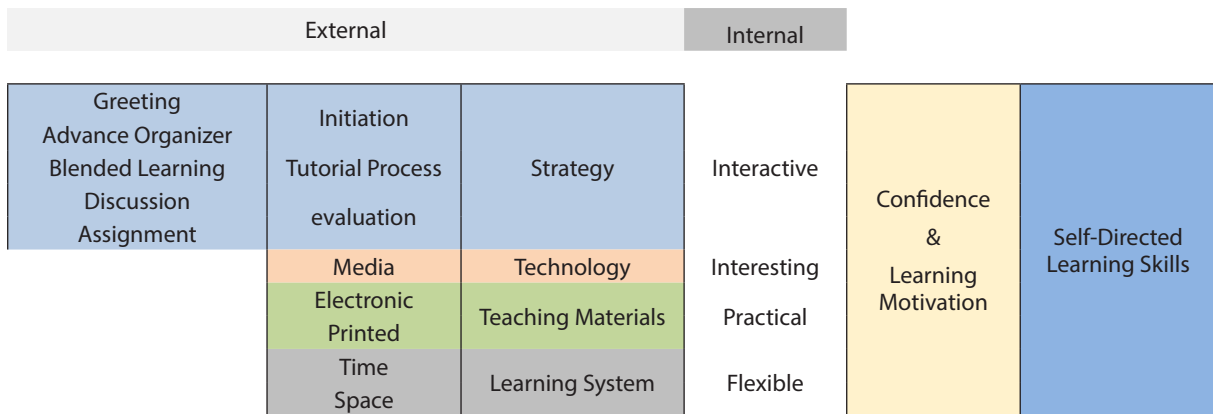 External
Internal
Greeting
Advance Organizer
Blended Learning
Discussion
Assignment
Initiation
Tutorial Process
evaluation
Strategy
Interactive
Media
Technology
Interesting
Electronic
Printed
Teaching Materials
Practical
Time
Space
Learning System
Flexible
Confidence
&
Learning
Motivation
Self-Directed
Learning Skills